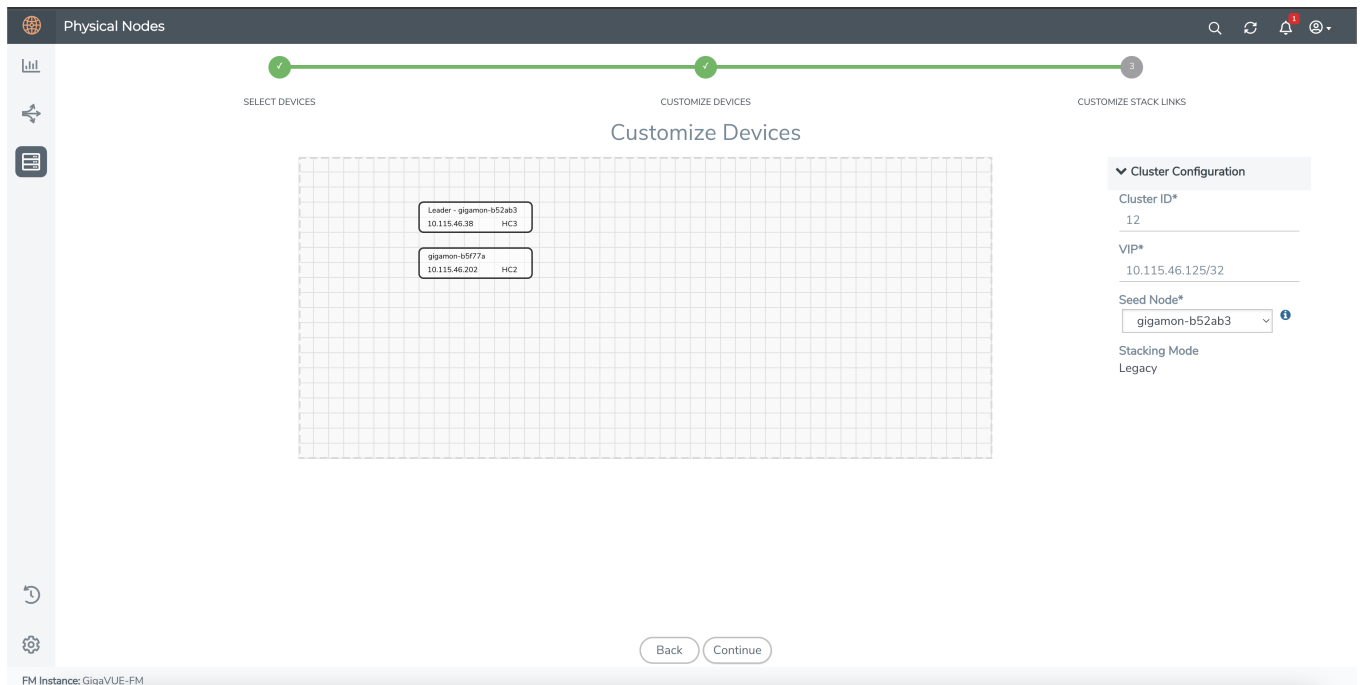 Physical Nodes
1
✓
✓
3
SELECT DEVICES
CUSTOMIZE DEVICES
CUSTOMIZE STACK LINKS
Customize Devices
Leader - gigamon-b52ab3
10.115.46.38 HC3
gigamon-b5f77a
10.115.46.202 HC2
Cluster Configuration
Cluster ID*
12
VIP*
10.115.46.125/32
Seed Node*
gigamon-b52ab3
Stacking Mode
Legacy
Back
Continue
FM Instance: GigaVUE-FM